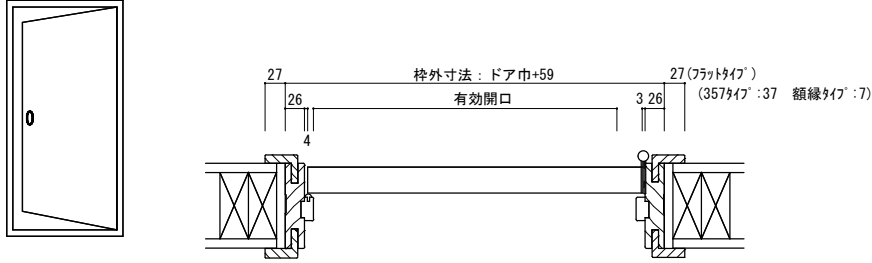 27 枠外寸法：ドア巾+59 27(フラットタイプ)
(357タイプ:37 額縁タイプ:7)
26 有効開口 3 26
4